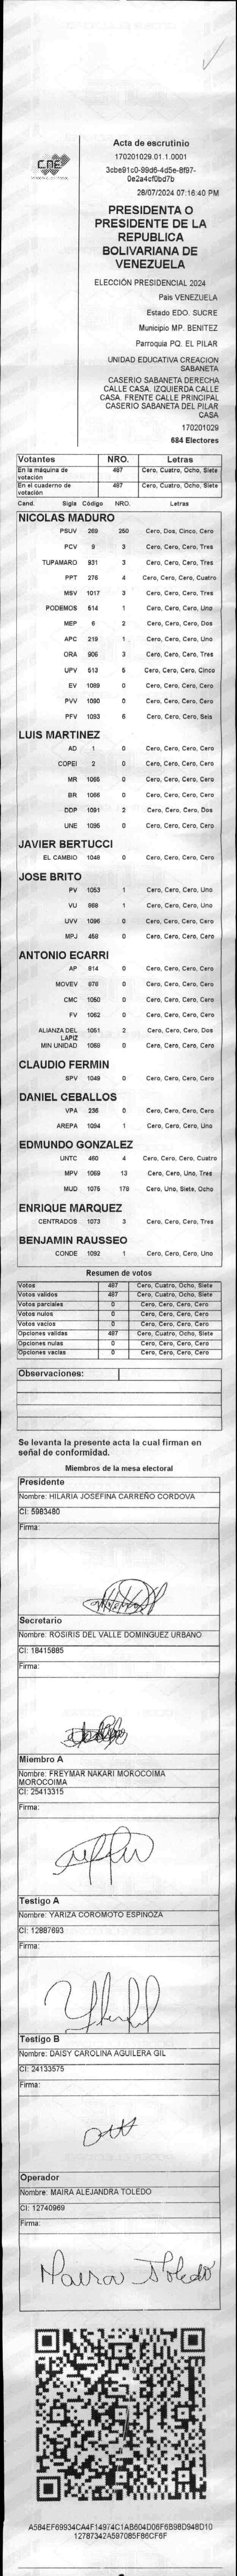 CNE
Acta de escrutinio
170201029.01.1.0001
3cbe91c0-99d6-4d5e-8f97-
0e2a4cf0bd7b
28/07/2024 07:16:40 PM
PRESIDENTA O
PRESIDENTE DE LA
REPUBLICA
BOLIVARIANA DE
VENEZUELA
ELECCIÓN PRESIDENCIAL 2024
Pais VENEZUELA
Estado EDO. SUCRE
Municipio MP. BENITEZ
Parroquia PQ. EL PILAR
UNIDAD EDUCATIVA CREACION
SABANETA
CASERIO SABANETA DERECHA
CALLE CASA. IZQUIERDA CALLE
CASA. FRENTE CALLE PRINCIPAL
CASERIO SABANETA DEL PILAR
CASA
170201029
684 Electores
Votantes NRO. Letras
En la máquina de votación 487 Cero, Cuatro, Ocho, Siete
En el cuaderno de votación 487 Cero, Cuatro, Ocho, Siete
Cand. Sigla Código NRO. Letras
NICOLAS MADURO
PSUV 269 250 Cero, Dos, Cinco, Cero
PCV 9 3 Cero, Cero, Cero, Tres
TUPAMARO 931 3 Cero, Cero, Cero, Tres
PPT 276 4 Cero, Cero, Cero, Cuatro
MSV 1017 3 Cero, Cero, Cero, Tres
PODEMOS 514 1 Cero, Cero, Cero, Uno
MEP 6 2 Cero, Cero, Cero, Dos
APC 219 1 Cero, Cero, Cero, Uno
ORA 906 3 Cero, Cero, Cero, Tres
UPV 513 5 Cero, Cero, Cero, Cinco
EV 1089 0 Cero, Cero, Cero, Cero
PVV 1090 0 Cero, Cero, Cero, Cero
PFV 1093 6 Cero, Cero, Cero, Seis
LUIS MARTINEZ
AD 1 0 Cero, Cero, Cero, Cero
COPEI 2 0 Cero, Cero, Cero, Cero
MR 1065 0 Cero, Cero, Cero, Cero
BR 1066 0 Cero, Cero, Cero, Cero
DDP 1091 2 Cero, Cero, Cero, Dos
UNE 1095 0 Cero, Cero, Cero, Cero
JAVIER BERTUCCI
EL CAMBIO 1048 0 Cero, Cero, Cero, Cero
JOSE BRITO
PV 1053 1 Cero, Cero, Cero, Uno
VU 868 1 Cero, Cero, Cero, Uno
UVV 1096 0 Cero, Cero, Cero, Cero
MPJ 458 0 Cero, Cero, Cero, Cero
ANTONIO ECARRI
AP 814 0 Cero, Cero, Cero, Cero
MOVEV 878 0 Cero, Cero, Cero, Cero
CMC 1050 0 Cero, Cero, Cero, Cero
FV 1062 0 Cero, Cero, Cero, Cero
ALIANZA DEL LAPIZ 1051 2 Cero, Cero, Cero, Dos
MIN UNIDAD 1068 0 Cero, Cero, Cero, Cero
CLAUDIO FERMIN
SPV 1049 0 Cero, Cero, Cero, Cero
DANIEL CEBALLOS
VPA 236 0 Cero, Cero, Cero, Cero
AREPA 1094 1 Cero, Cero, Cero, Uno
EDMUNDO GONZALEZ
UNTC 460 4 Cero, Cero, Cero, Cuatro
MPV 1069 13 Cero, Cero, Uno, Tres
MUD 1075 178 Cero, Uno, Siete, Ocho
ENRIQUE MARQUEZ
CENTRADOS 1073 3 Cero, Cero, Cero, Tres
BENJAMIN RAUSSEO
CONDE 1092 1 Cero, Cero, Cero, Uno
Resumen de votos
Votos 487 Cero, Cuatro, Ocho, Siete
Votos validos 487 Cero, Cuatro, Ocho, Siete
Votos parciales 0 Cero, Cero, Cero, Cero
Votos nulos 0 Cero, Cero, Cero, Cero
Votos vacios 0 Cero, Cero, Cero, Cero
Opciones validas 487 Cero, Cuatro, Ocho, Siete
Opciones nulas 0 Cero, Cero, Cero, Cero
Opciones vacias 0 Cero, Cero, Cero, Cero
Observaciones:
Se levanta la presente acta la cual firman en
señal de conformidad.
Miembros de la mesa electoral
Presidente
Nombre: HILARIA JOSEFINA CARREÑO CORDOVA
CI: 5983480
Firma:
Secretario
Nombre: ROSIRIS DEL VALLE DOMINGUEZ URBANO
CI: 18415885
Firma:
Miembro A
Nombre: FREYMAR NAKARI MOROCOIMA
MOROCOIMA
CI: 25413315
Firma:
Testigo A
Nombre: YARIZA COROMOTO ESPINOZA
CI: 12887693
Firma:
Testigo B
Nombre: DAISY CAROLINA AGUILERA GIL
CI: 24133575
Firma:
Operador
Nombre: MAIRA ALEJANDRA TOLEDO
CI: 12740969
Firma:
Maira Toledo
A584EF69934CA4F14974C1AB604D06F6B98D948D10
12787342A597085F86CF6F